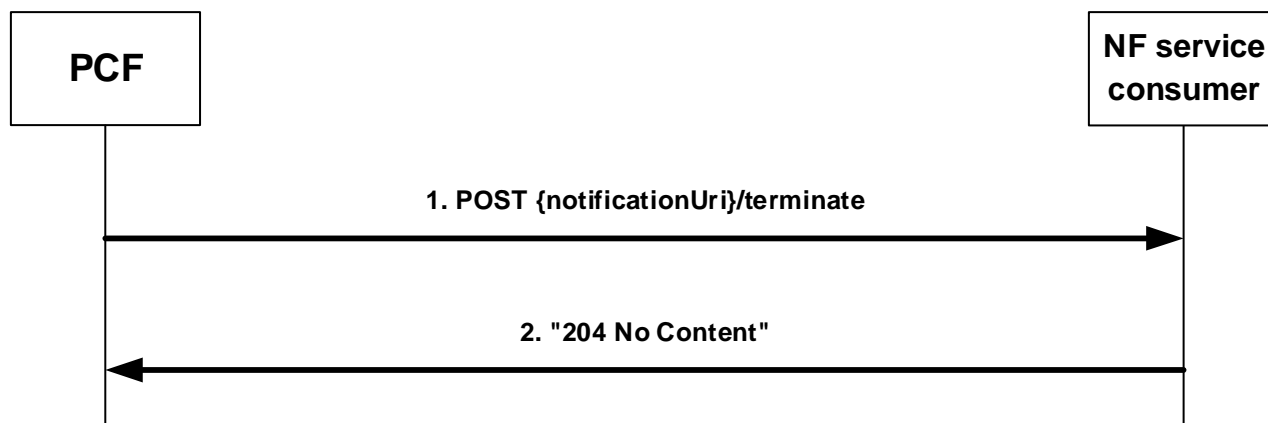 PCF
NF service
consumer
1. POST {notificationUri}/terminate
2. "204 No Content"